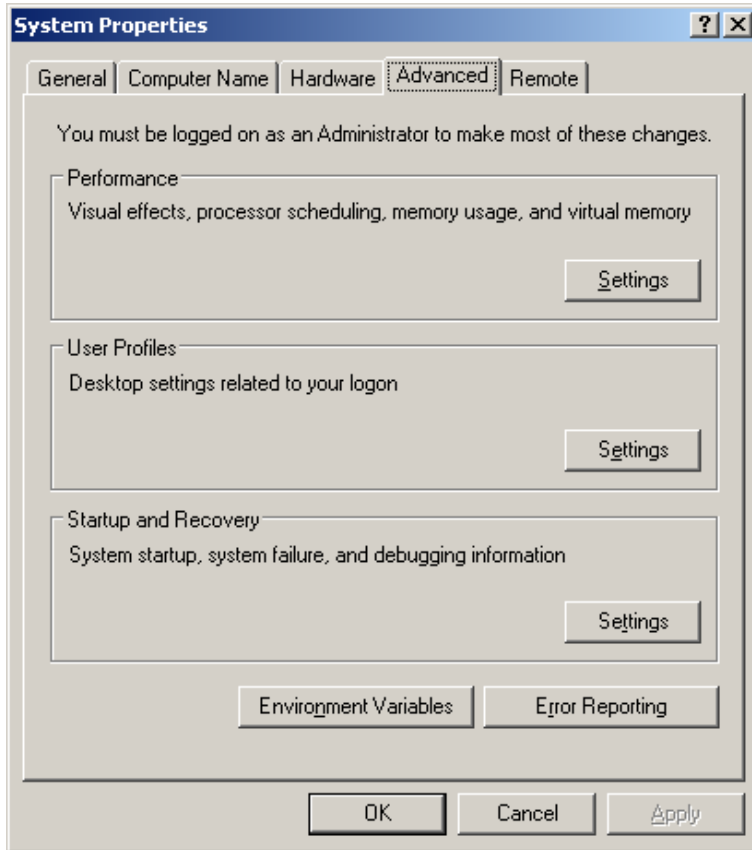 System Properties
General Computer Name Hardware Advanced Remote
You must be logged on as an Administrator to make most of these changes.
Performance
Visual effects, processor scheduling, memory usage, and virtual memory
Settings
User Profiles
Desktop settings related to your logon
Settings
Startup and Recovery
System startup, system failure, and debugging information
Settings
Environment Variables Error Reporting
OK Cancel Apply